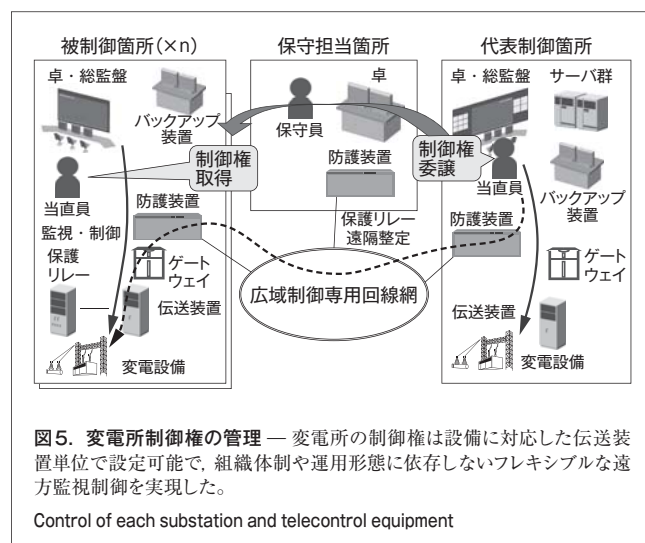 被制御箇所(×n)
卓・総監盤
バックアップ
装置
制御権
取得
当直員
防護装置
監視・制御
保護
リレー
ゲート
ウェイ
伝送装置
変電設備
保守担当箇所
卓
保守員
防護装置
保護リレー
遠隔整定
広域制御専用回線網
代表制御箇所
卓・総監盤
サーバ群
制御権
委譲
当直員
バックアップ
装置
防護装置
ゲート
ウェイ
伝送装置
変電設備
図5. 変電所制御権の管理 — 変電所の制御権は設備に対応した伝送装
置単位で設定可能で, 組織体制や運用形態に依存しないフレキシブルな遠
方監視制御を実現した。
Control of each substation and telecontrol equipment